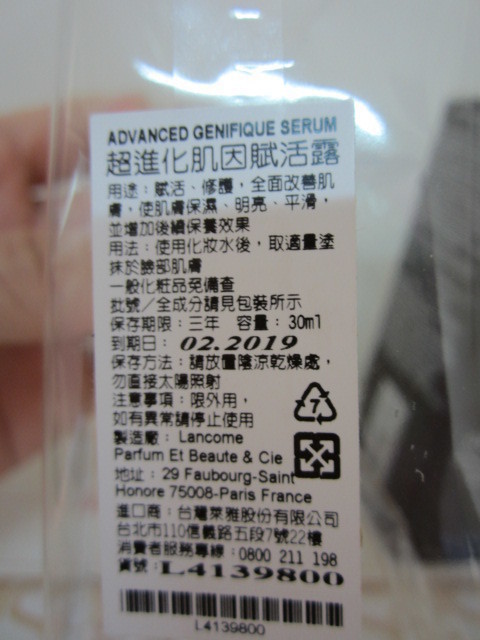 ADVANCED GENIFIQUE SERUM
超進化肌因賦活露
用途：賦活、修護，全面改善肌
膚，使肌膚保濕、明亮、平滑，
並增加後續保養效果
用法：使用化妝水後，取適量塗
抹於臉部肌膚
一般化粧品免備查
批號／全成分請見包裝所示
保存期限：三年 容量：30ml
到期日： 02.2019
保存方法：請放置陰涼乾燥處，
勿直接太陽照射
注意事項：限外用，
如有異常請停止使用
製造廠： Lancome
Parfum Et Beaute & Cie
地址： 29 Faubourg-Saint
Honore 75008-Paris France
進口商：台灣萊雅股份有限公司
台北市110信義路五段7號22樓
消費者服務專線：0800 211 198
貨號：L4139800
7
L4139800